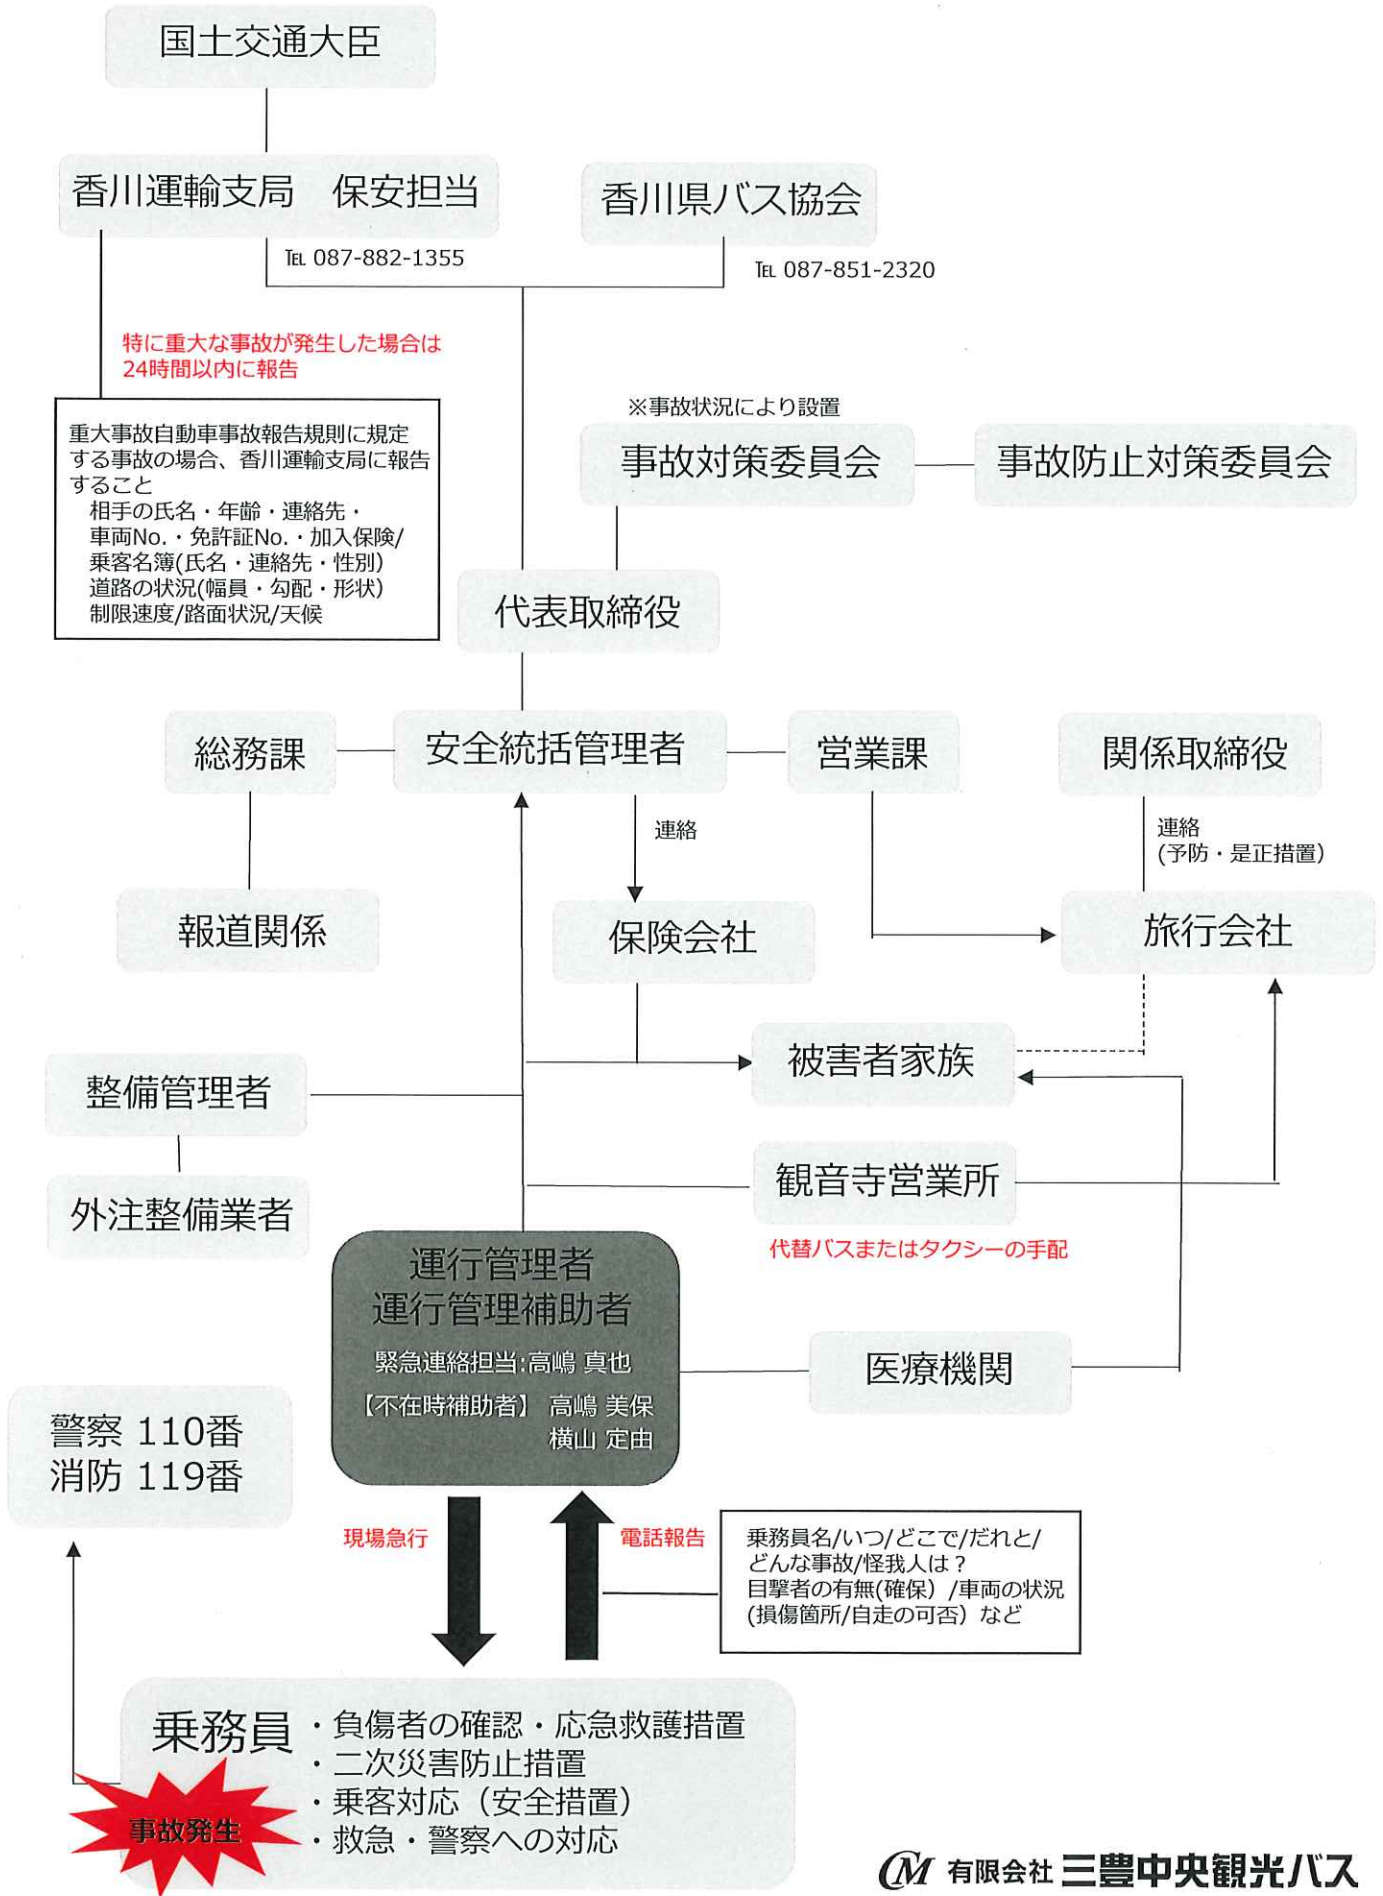 国土交通大臣
香川運輸支局　保安担当
香川県バス協会
℡ 087-882-1355
℡ 087-851-2320
特に重大な事故が発生した場合は
24時間以内に報告
重大事故自動車事故報告規則に規定
する事故の場合、香川運輸支局に報告
すること
相手の氏名・年齢・連絡先・
車両No.・免許証No.・加入保険/
乗客名簿(氏名・連絡先・性別)
道路の状況(幅員・勾配・形状)
制限速度/路面状況/天候
※事故状況により設置
事故対策委員会
事故防止対策委員会
代表取締役
総務課
安全統括管理者
営業課
関係取締役
連絡
連絡
(予防・是正措置)
報道関係
保険会社
旅行会社
被害者家族
整備管理者
観音寺営業所
外注整備業者
代替バスまたはタクシーの手配
運行管理者
運行管理補助者
緊急連絡担当:高嶋 真也
【不在時補助者】 高嶋 美保
横山 定由
医療機関
警察 110番
消防 119番
現場急行
電話報告
乗務員名/いつ/どこで/だれと/
どんな事故/怪我人は？
目撃者の有無(確保）/車両の状況
(損傷箇所/自走の可否）など
乗務員
・負傷者の確認・応急救護措置
・二次災害防止措置
・乗客対応（安全措置）
・救急・警察への対応
事故発生
CM 有限会社 三豊中央観光バス